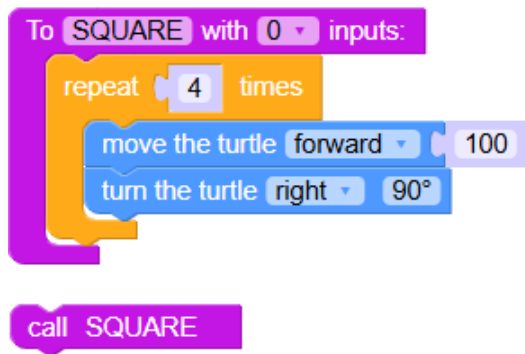 To SQUARE with 0 inputs:
repeat 4 times
move the turtle forward 100
turn the turtle right 90°
call SQUARE